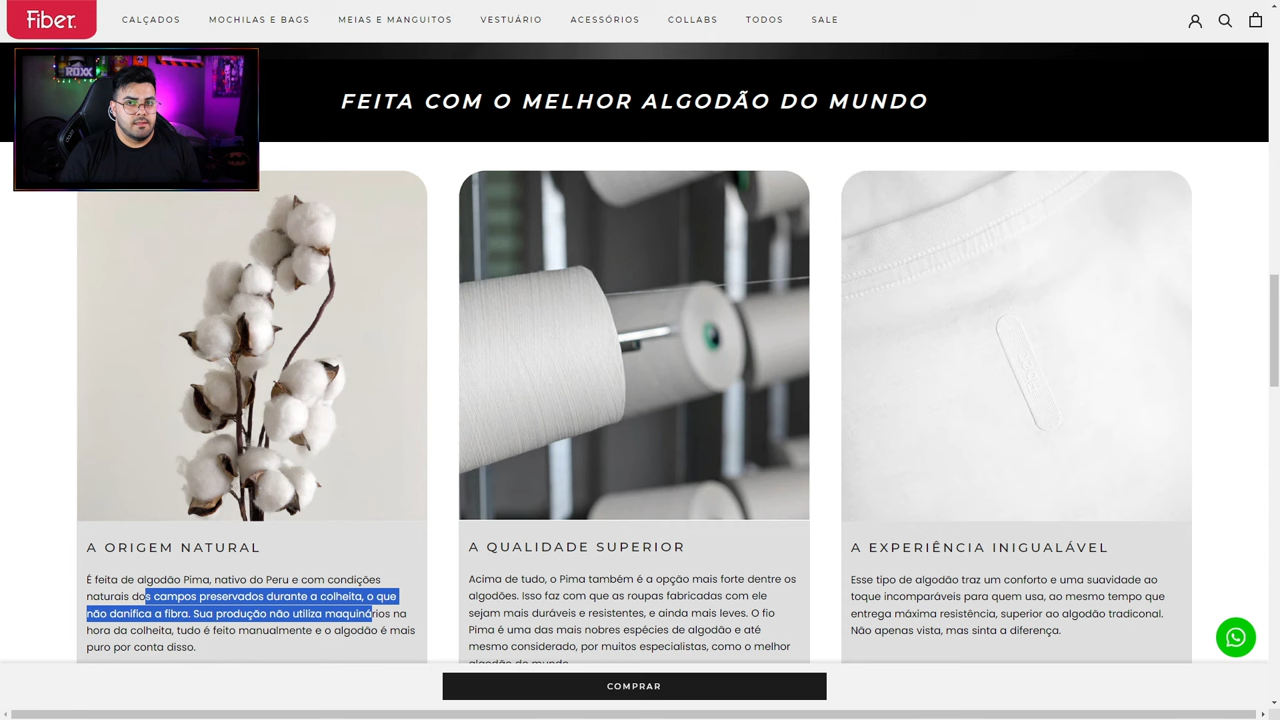 Fiber.
CALÇADOS
MOCHILAS E BAGS
MEIAS E MANGUITOS
VESTUÁRIO
ACESSÓRIOS
COLLABS
TODOS
SALE
ROXX
FEITA COM O MELHOR ALGODÃO DO MUNDO
A ORIGEM NATURAL
É feita de algodão Pima, nativo do Peru e com condições
naturais dos campos preservados durante a colheita, o que
não danifica a fibra. Sua produção não utiliza maquinários na
hora da colheita, tudo é feito manualmente e o algodão é mais
puro por conta disso.
A QUALIDADE SUPERIOR
Acima de tudo, o Pima também é a opção mais forte dentre os
algodões. Isso faz com que as roupas fabricadas com ele
sejam mais duráveis e resistentes, e ainda mais leves. O fio
Pima é uma das mais nobres espécies de algodão e até
mesmo considerado, por muitos especialistas, como o melhor
algodão do mundo.
A EXPERIÊNCIA INIGUALÁVEL
Esse tipo de algodão traz um conforto e uma suavidade ao
toque incomparáveis para quem usa, ao mesmo tempo que
entrega máxima resistência, superior ao algodão tradicional.
Não apenas vista, mas sinta a diferença.
COMPRAR